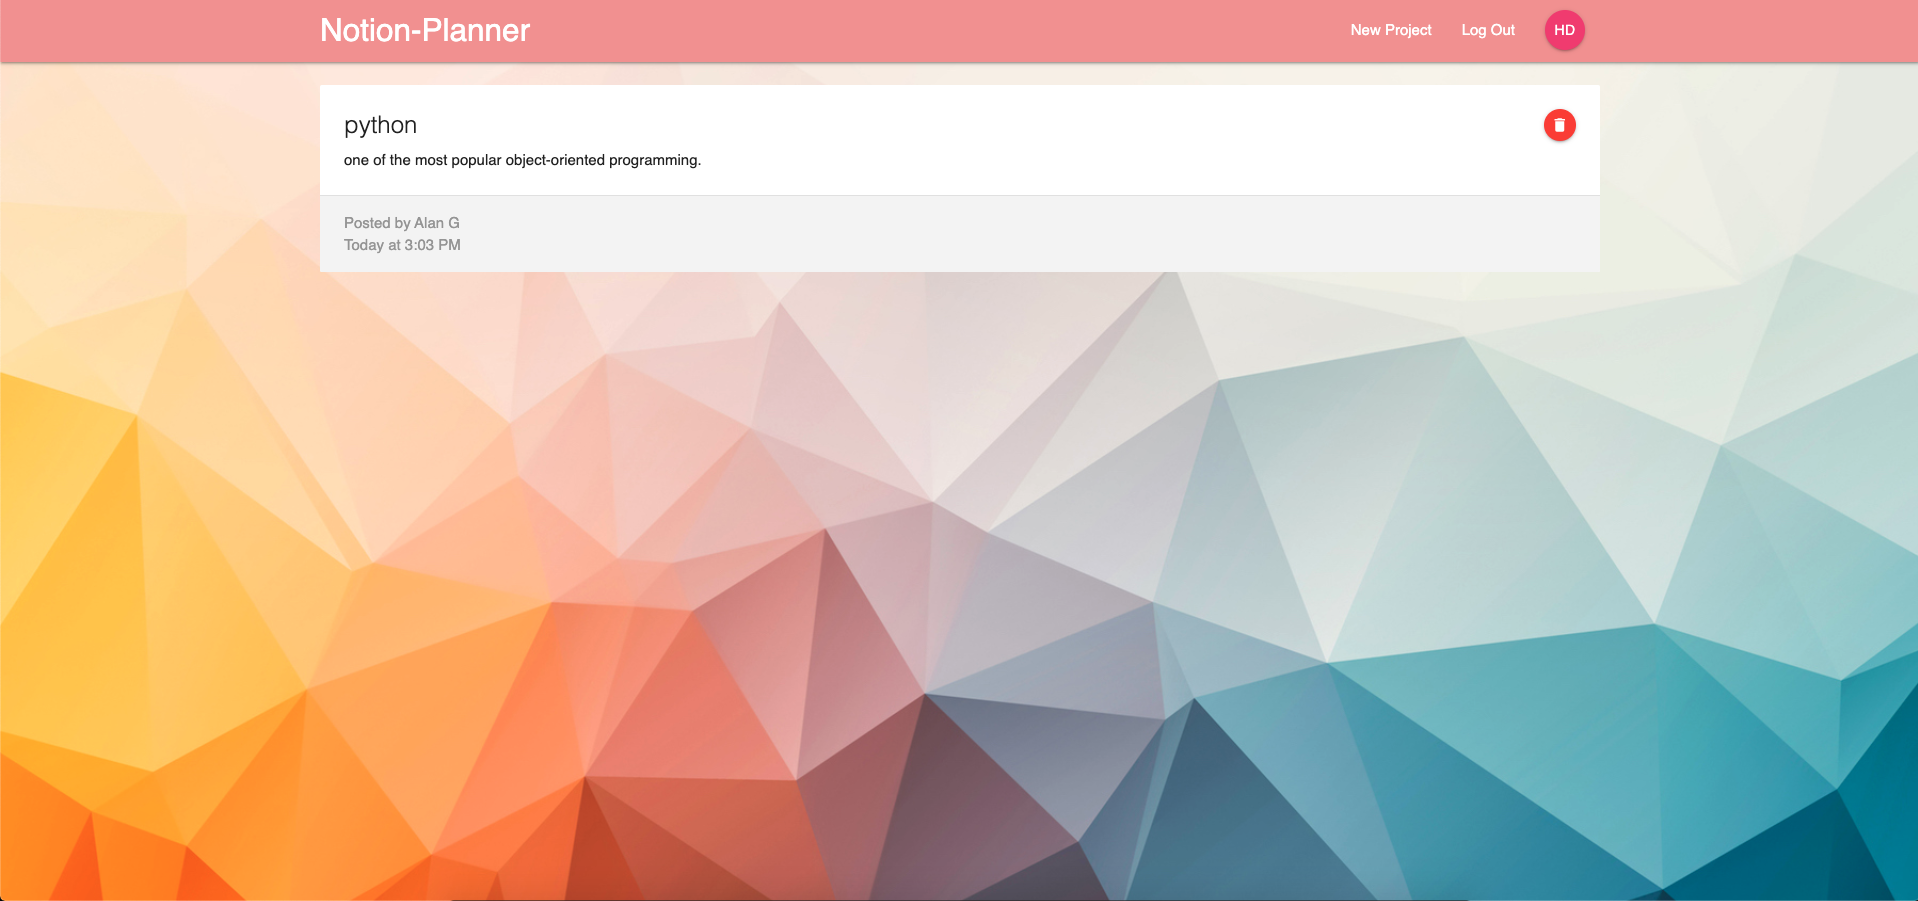 Notion-Planner
New Project
Log Out
HD
python
one of the most popular object-oriented programming.
Posted by Alan G
Today at 3:03 PM